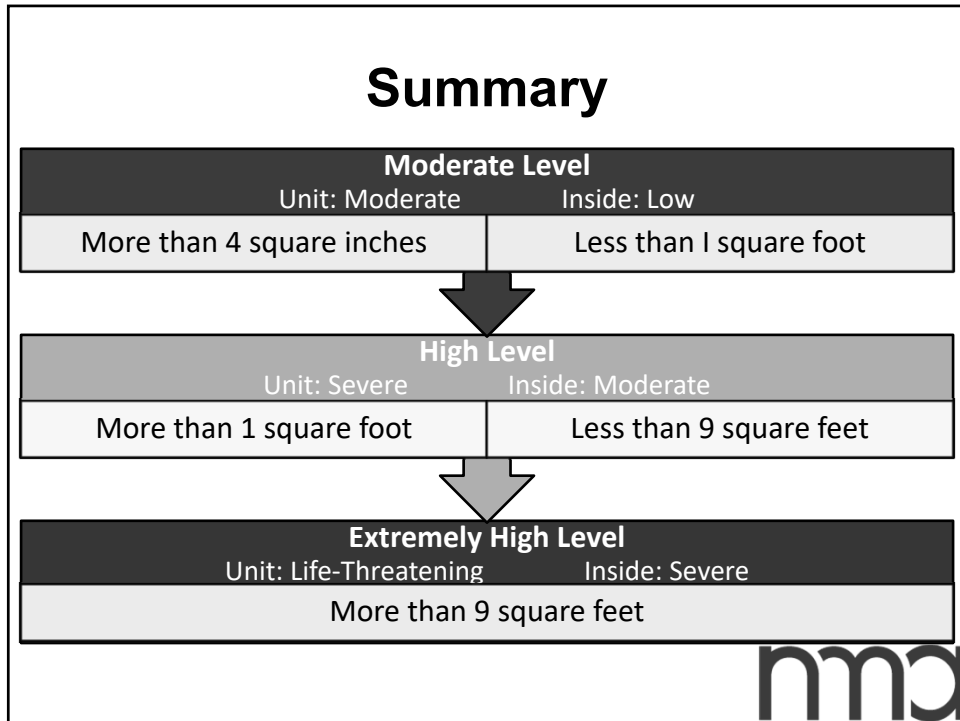 Summary
Moderate Level
Unit: Moderate Inside: Low
More than 4 square inches Less than I square foot
High Level
Unit: Severe Inside: Moderate
More than 1 square foot Less than 9 square feet
Extremely High Level
Unit: Life-Threatening Inside: Severe
More than 9 square feet
nma